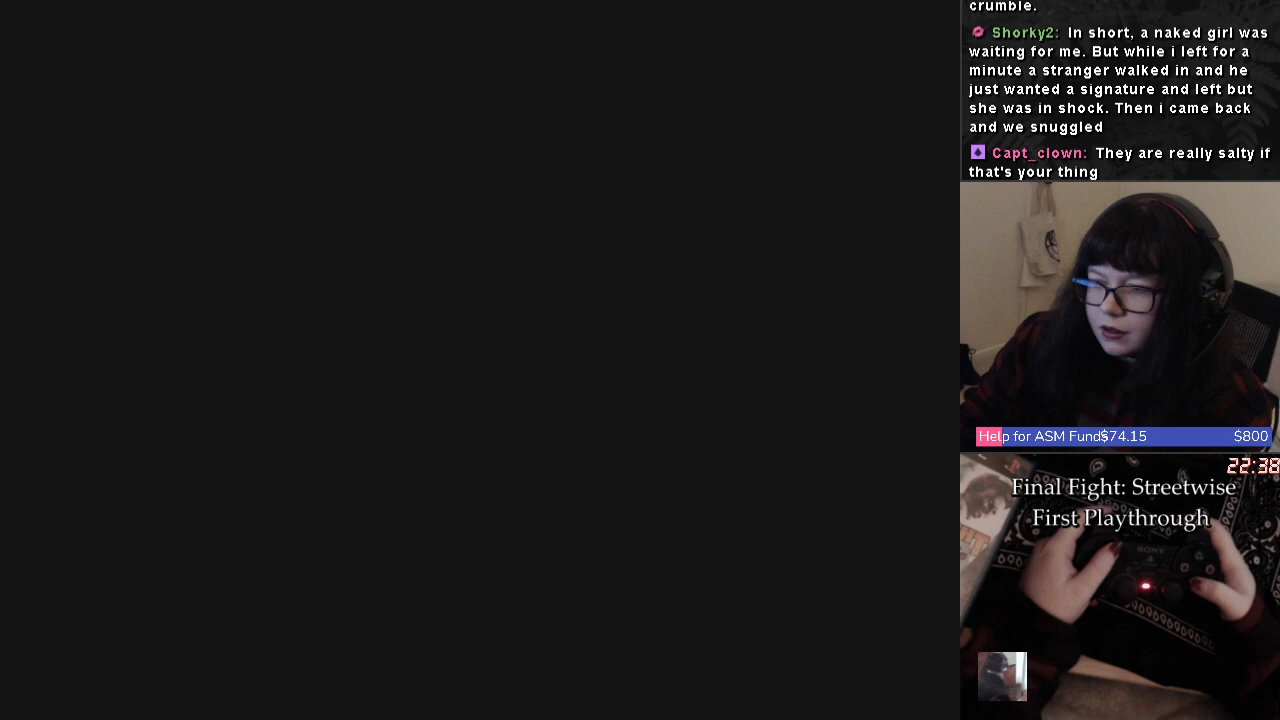 crumble.
Shorky2: In short, a naked girl was
waiting for me. But while i left for a
minute a stranger walked in and he
just wanted a signature and left but
she was in shock. Then i came back
and we snuggled
Capt_clown: They are really salty if
that's your thing
Help for ASM Fund $74.15 $800
22:38
Final Fight: Streetwise
First Playthrough
SONY